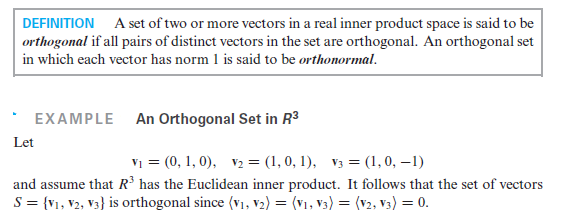 DEFINITION A set of two or more vectors in a real inner product space is said to be
orthogonal if all pairs of distinct vectors in the set are orthogonal. An orthogonal set
in which each vector has norm 1 is said to be orthonormal.
EXAMPLE An Orthogonal Set in R³
Let
v₁ = (0, 1, 0), v₂ = (1, 0, 1), v₃ = (1, 0, −1)
and assume that R³ has the Euclidean inner product. It follows that the set of vectors
S = {v₁, v₂, v₃} is orthogonal since ⟨v₁, v₂⟩ = ⟨v₁, v₃⟩ = ⟨v₂, v₃⟩ = 0.